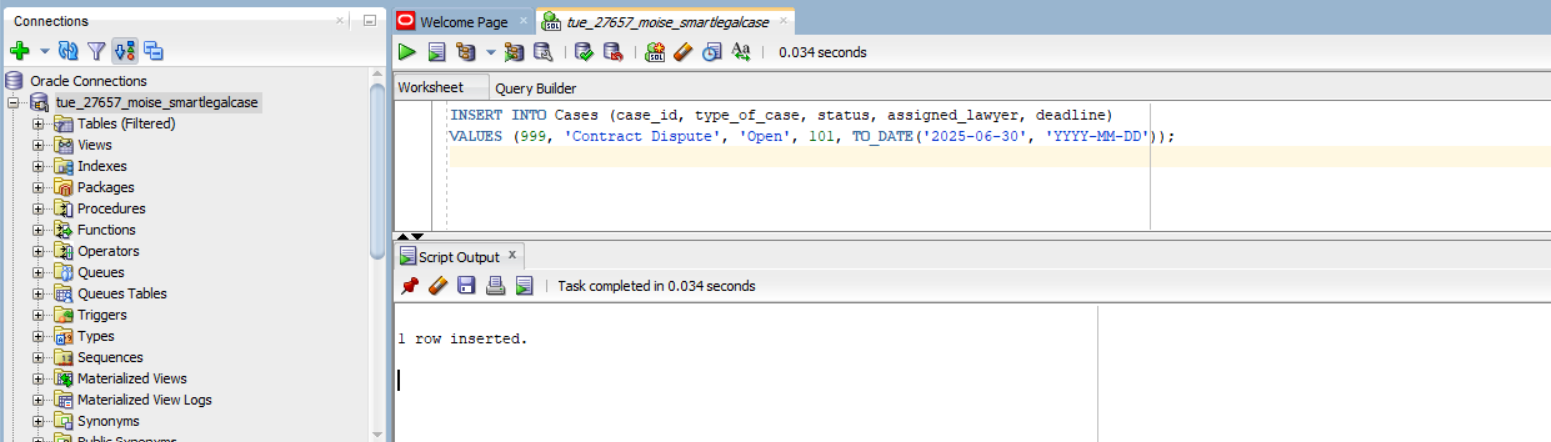 Connections
Welcome Page
tue_27657_moise_smartlegalcase
0.034 seconds
Oracle Connections
tue_27657_moise_smartlegalcase
Tables (Filtered)
Views
Indexes
Packages
Procedures
Functions
Operators
Queues
Queues Tables
Triggers
Types
Sequences
Materialized Views
Materialized View Logs
Synonyms
Public Synonyms
Worksheet
Query Builder
INSERT INTO Cases (case_id, type_of_case, status, assigned_lawyer, deadline)
VALUES (999, 'Contract Dispute', 'Open', 101, TO_DATE('2025-06-30', 'YYYY-MM-DD'));
Script Output
Task completed in 0.034 seconds
1 row inserted.